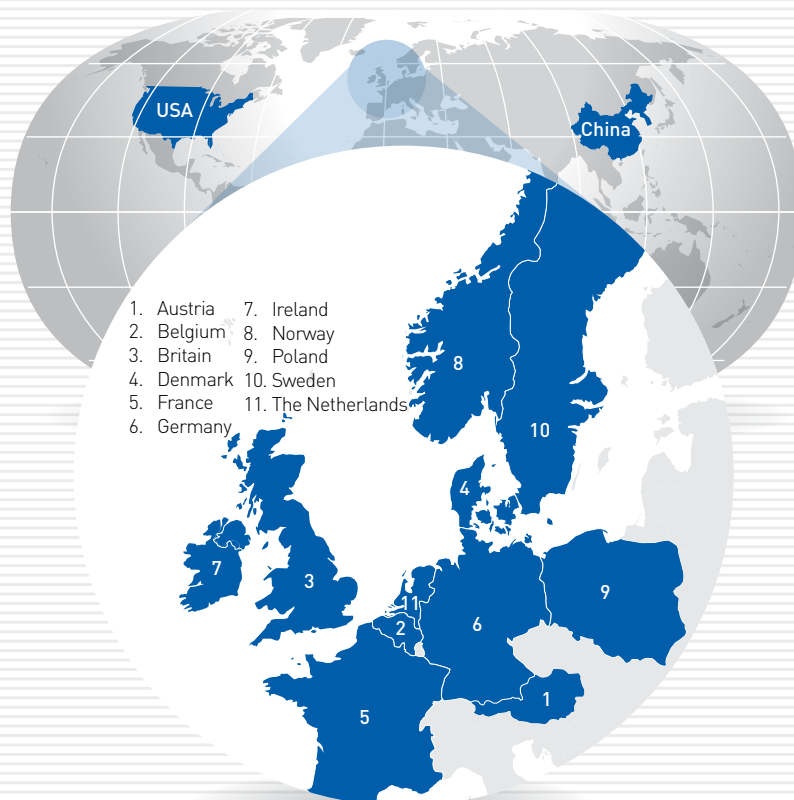 USA
China
1. Austria
2. Belgium
3. Britain
4. Denmark
5. France
6. Germany
7. Ireland
8. Norway
9. Poland
10. Sweden
11. The Netherlands
8
10
4
7
3
11
2
6
9
1
5